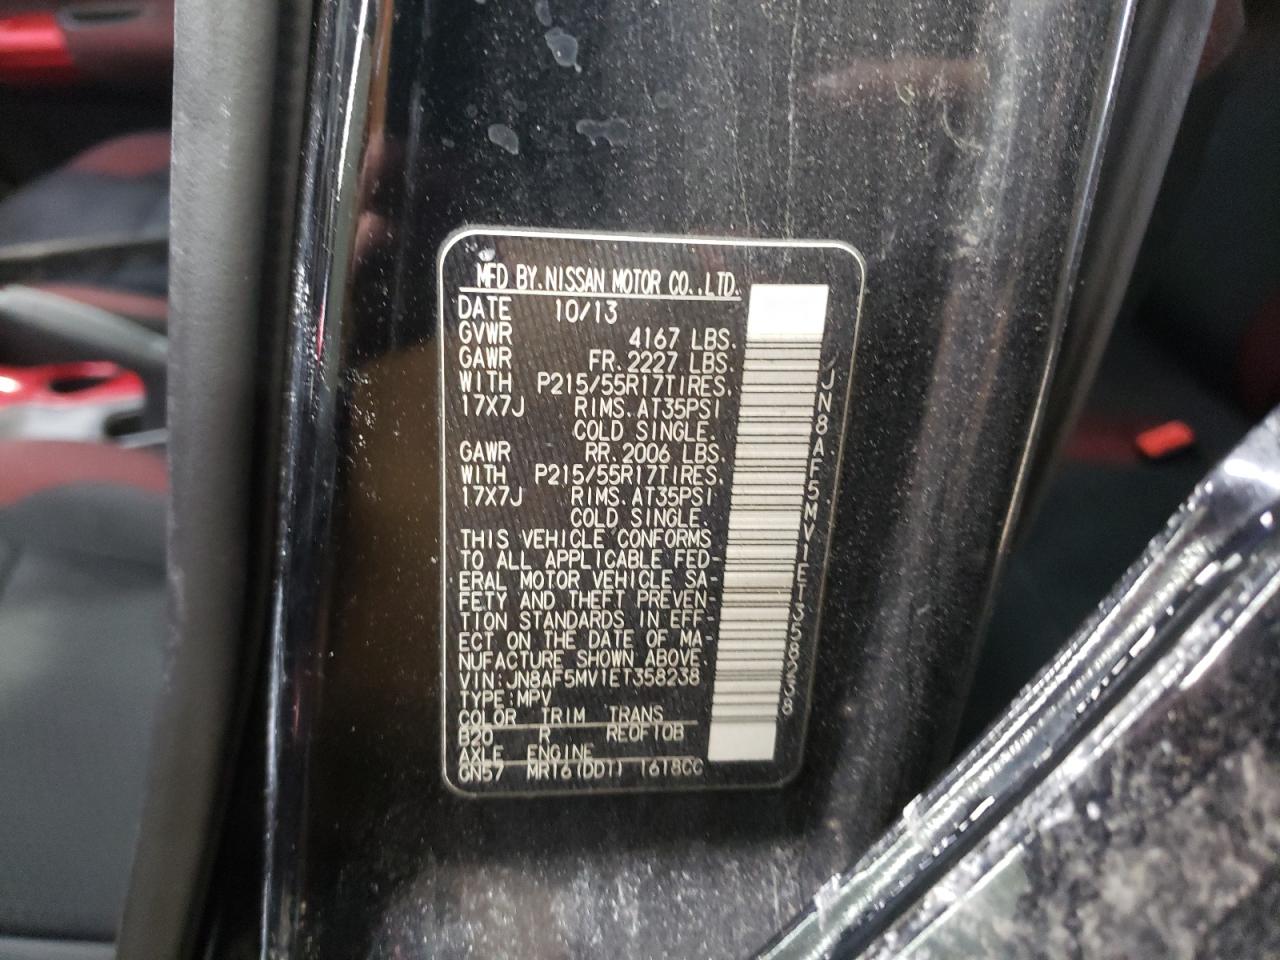 MFD BY.NISSAN MOTOR CO.,LTD.
DATE 10/13
GVWR 4167 LBS.
GAWR FR.2227 LBS.
WITH P215/55R17TIRES.
17X7J RIMS.AT35PSI
COLD SINGLE.
GAWR RR.2006 LBS.
WITH P215/55R17TIRES.
17X7J RIMS.AT35PSI
COLD SINGLE.
THIS VEHICLE CONFORMS
TO ALL APPLICABLE FED-
ERAL MOTOR VEHICLE SA-
FETY AND THEFT PREVEN-
TION STANDARDS IN EFF-
ECT ON THE DATE OF MA-
NUFACTURE SHOWN ABOVE.
VIN:JN8AF5MV1ET358238
TYPE:MPV
COLOR TRIM TRANS
B20 R RE0F10B
AXLE ENGINE
GN57 MR16(DD1) 1618CC
JN8AF5MV1ET358238